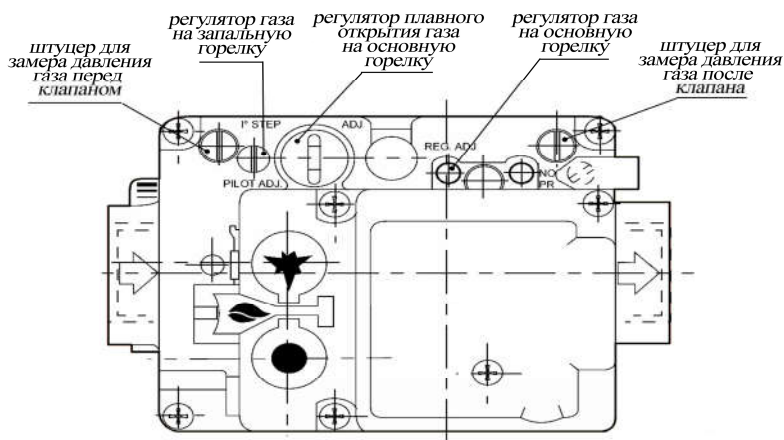 штуцер для
замера давления
газа перед
клапаном
регулятор газа
на запальную
горелку
регулятор плавного
открытия газа
на основную
горелку
регулятор газа
на основную
горелку
штуцер для
замера давления
газа после
клапана
I° STEP
ADJ.
REG. ADJ
PILOT ADJ.
NO
PR